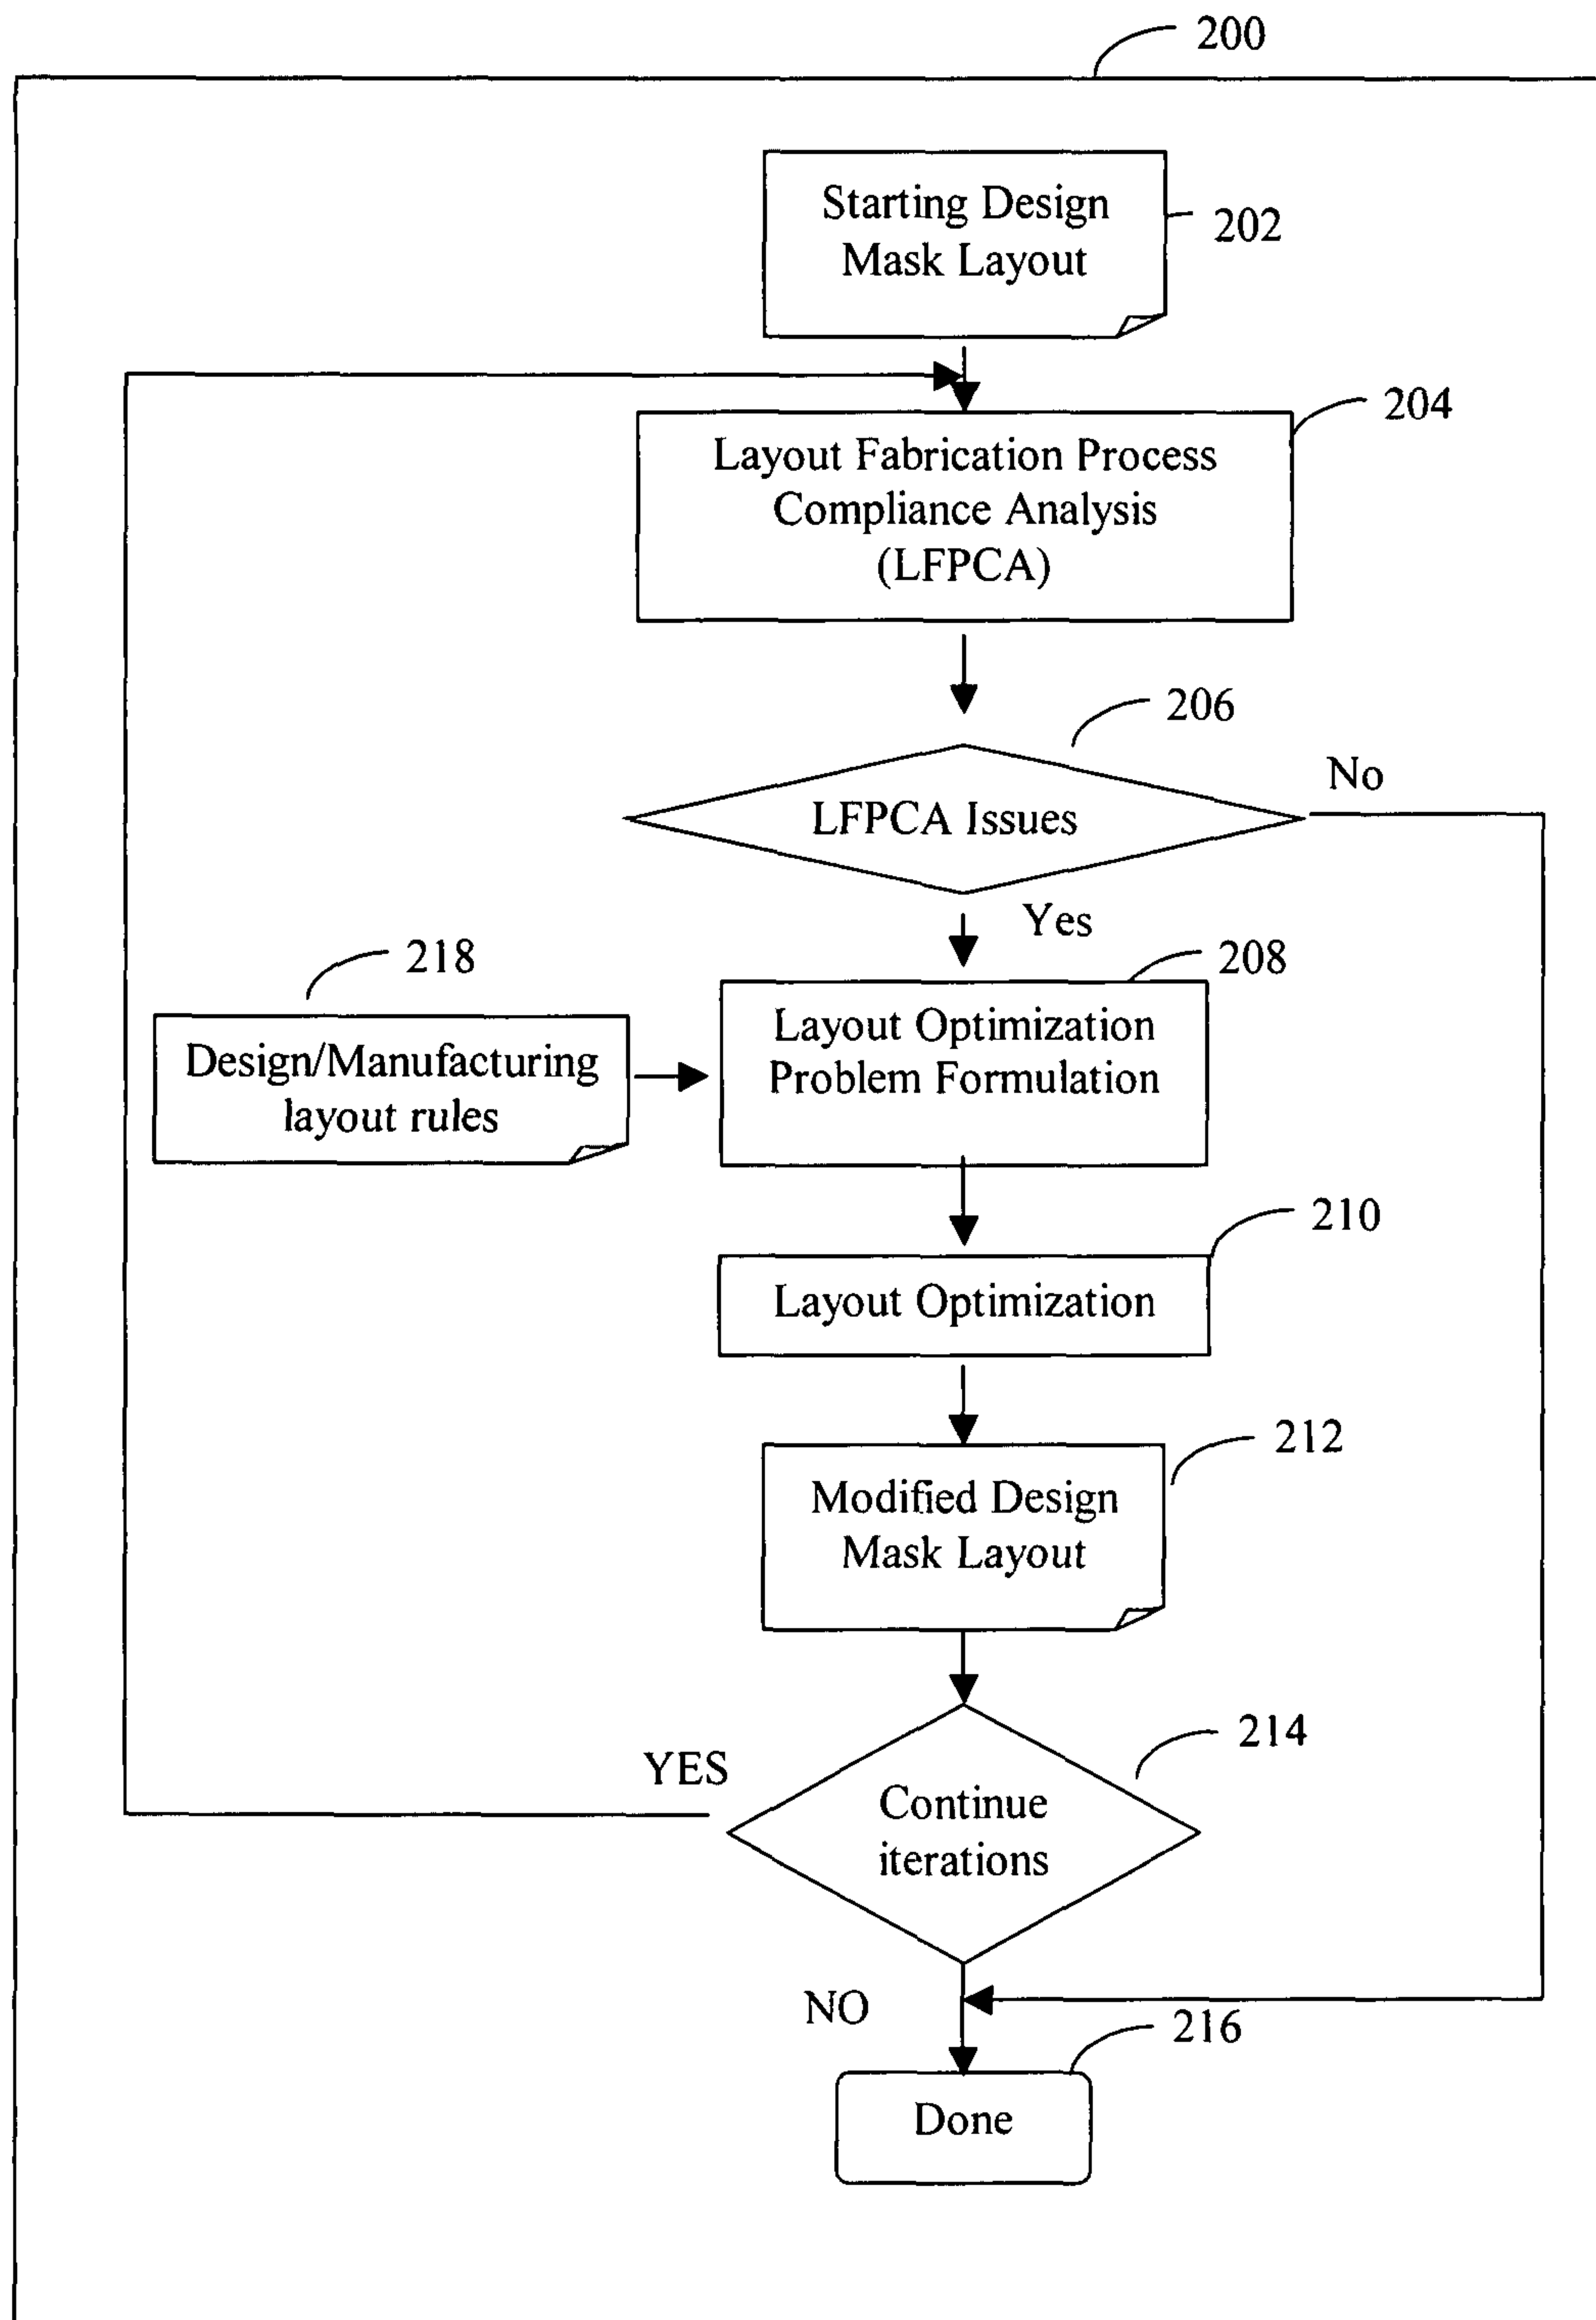 200
Starting Design
Mask Layout
202
204
Layout Fabrication Process
Compliance Analysis
(LFPCA)
206
No
LFPCA Issues
Yes
218
208
Design/Manufacturing
layout rules
Layout Optimization
Problem Formulation
210
Layout Optimization
212
Modified Design
Mask Layout
214
YES
Continue
iterations
NO
216
Done